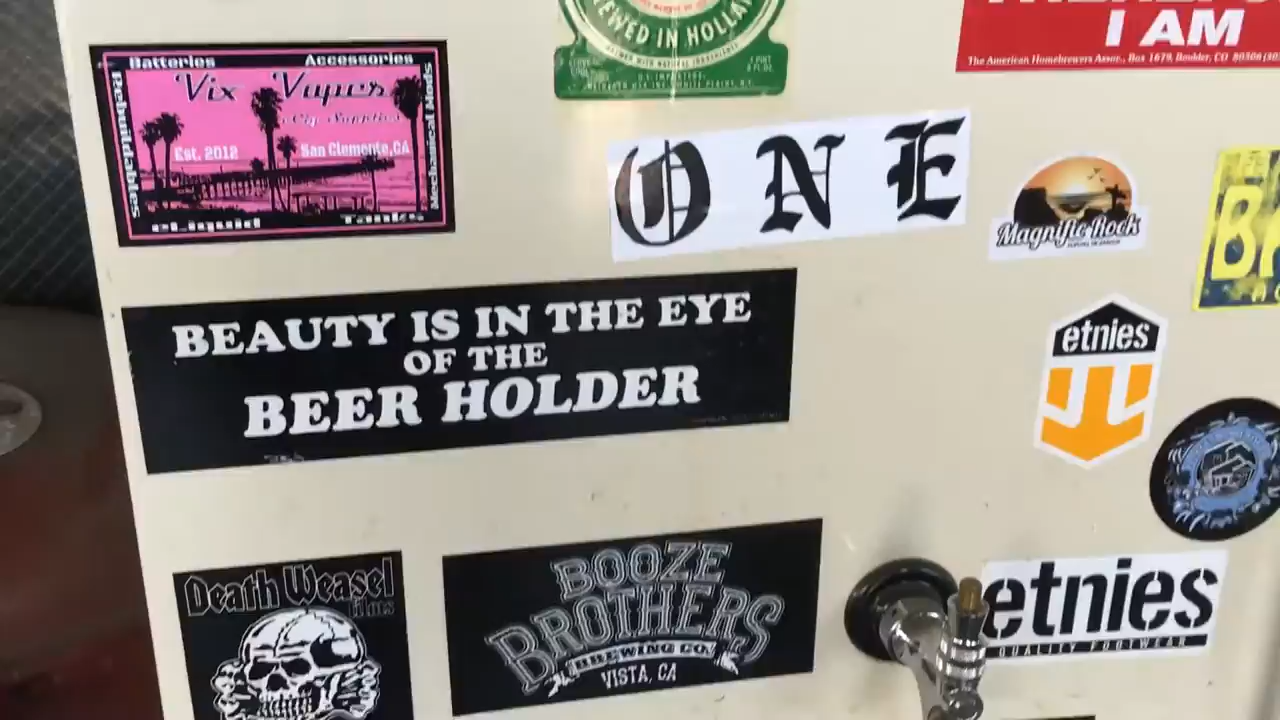 BREWED IN HOLLAND
I AM
The American Homebrewers Assoc., Box 1679, Boulder, CO
Batteries Accessories
Vix Vapes
Est. 2012 San Clemente, CA
Rebuildables
Mechanical Mods
eLiquid Tanks
ONE
Magnific Rock
BEAUTY IS IN THE EYE
OF THE
BEER HOLDER
etnies
Death Weasel
films
BOOZE
BROTHERS
BREWING CO.
VISTA, CA
etnies
QUALITY FOOTWEAR